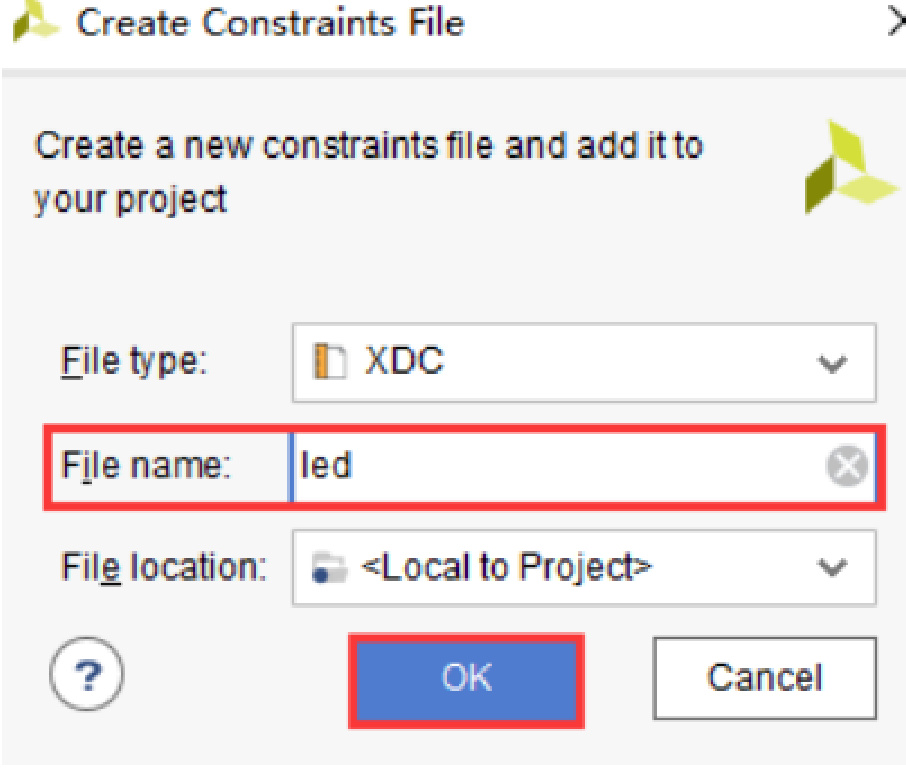 Create Constraints File
Create a new constraints file and add it to
your project
File type: XDC
File name: led
File location: <Local to Project>
? OK Cancel